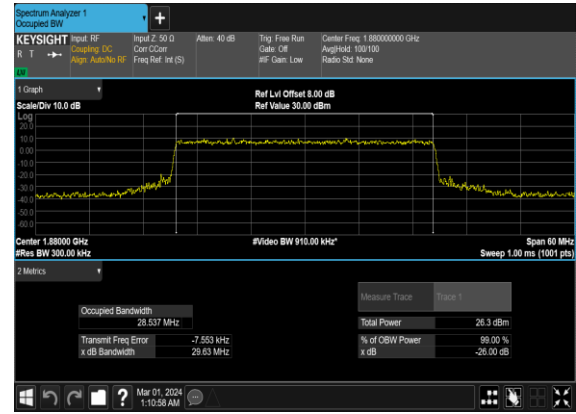 Spectrum Analyzer 1
Occupied BW
+
KEYSIGHT
R T
LXI
Input: RF
Coupling: DC
Align: Auto/No RF
Input Z: 50 Ω
Corr CCorr
Freq Ref: Int (S)
Atten: 40 dB
Trig: Free Run
Gate: Off
#IF Gain: Low
Center Freq: 1.880000000 GHz
Avg|Hold: 100/100
Radio Std: None
1 Graph
Scale/Div 10.0 dB
Ref Lvl Offset 8.00 dB
Ref Value 30.00 dBm
Log
20.0
10.0
0.00
-10.0
-20.0
-30.0
-40.0
-50.0
-60.0
Center 1.88000 GHz
#Res BW 300.00 kHz
#Video BW 910.00 kHz*
Span 60 MHz
Sweep 1.00 ms (1001 pts)
2 Metrics
Measure Trace Trace 1
Occupied Bandwidth
28.537 MHz
Total Power 26.3 dBm
Transmit Freq Error -7.553 kHz
% of OBW Power 99.00 %
x dB Bandwidth 29.63 MHz
x dB -26.00 dB
?
Mar 01, 2024
1:10:58 AM